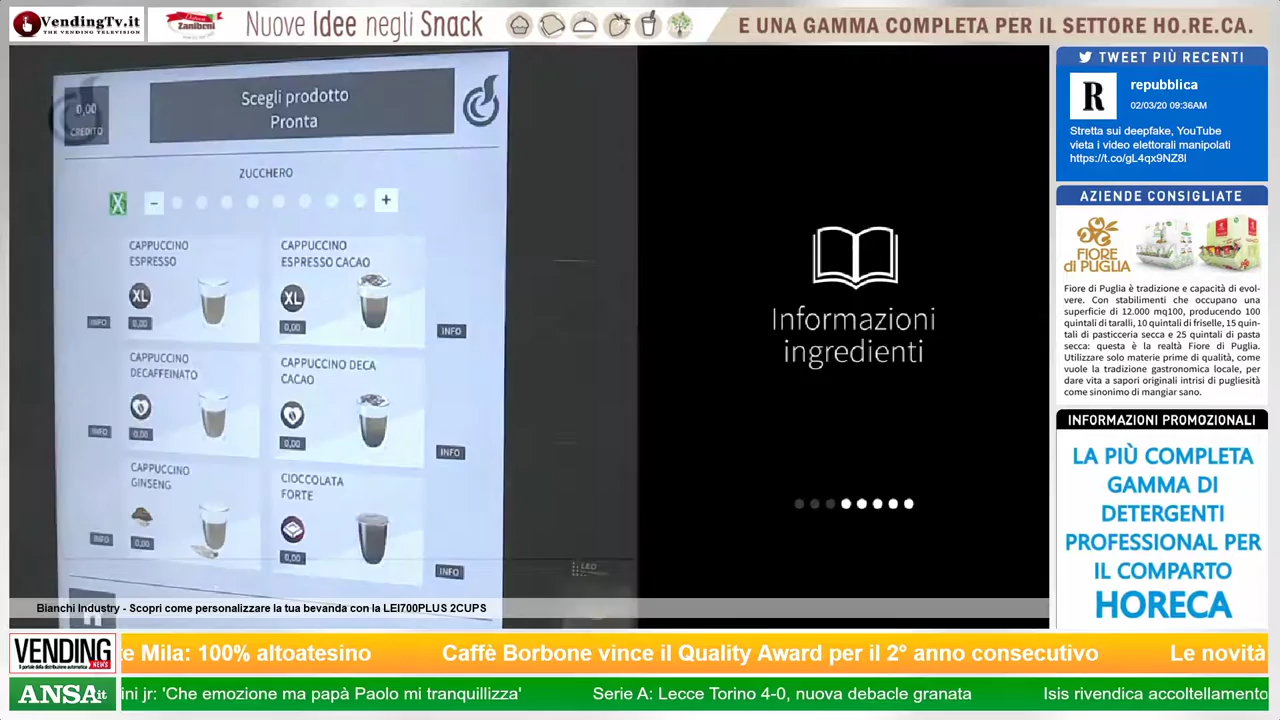 VendingTv.it
THE VENDING TELEVISION
Zaniboni
Nuove Idee negli Snack
E UNA GAMMA COMPLETA PER IL SETTORE HO.RE.CA.
0,00
CREDITO
Scegli prodotto
Pronta
ZUCCHERO
-
+
CAPPUCCINO
ESPRESSO
XL
0,00
INFO
CAPPUCCINO
ESPRESSO CACAO
XL
0,00
INFO
CAPPUCCINO
DECAFFEINATO
0,00
INFO
CAPPUCCINO DECA
CACAO
0,00
INFO
CAPPUCCINO
GINSENG
0,00
INFO
CIOCCOLATA
FORTE
0,00
INFO
LEO
Informazioni
ingredienti
Bianchi Industry - Scopri come personalizzare la tua bevanda con la LEI700PLUS 2CUPS
TWEET PIÙ RECENTI
R
repubblica
02/03/20 09:36AM
Stretta sui deepfake, YouTube
vieta i video elettorali manipolati
https://t.co/gL4qx9NZ8l
AZIENDE CONSIGLIATE
FIORE
di PUGLIA
Fiore di Puglia è tradizione e capacità di evol-
vere. Con stabilimenti che occupano una
superficie di 12.000 mq100, producendo 100
quintali di taralli, 10 quintali di friselle, 15 quin-
tali di pasticceria secca e 25 quintali di pasta
secca: questa è la realtà Fiore di Puglia.
Utilizzare solo materie prime di qualità, come
vuole la tradizione gastronomica locale, per
dare vita a sapori originali intrisi di pugliesità
come sinonimo di mangiar sano.
INFORMAZIONI PROMOZIONALI
LA PIÙ COMPLETA
GAMMA DI
DETERGENTI
PROFESSIONAL PER
IL COMPARTO
HORECA
VENDING
NEWS
Il portale della distribuzione automatica
te Mila: 100% altoatesino
Caffè Borbone vince il Quality Award per il 2° anno consecutivo
Le novità
ANSA.it
ini jr: 'Che emozione ma papà Paolo mi tranquillizza'
Serie A: Lecce Torino 4-0, nuova debacle granata
Isis rivendica accoltellamento